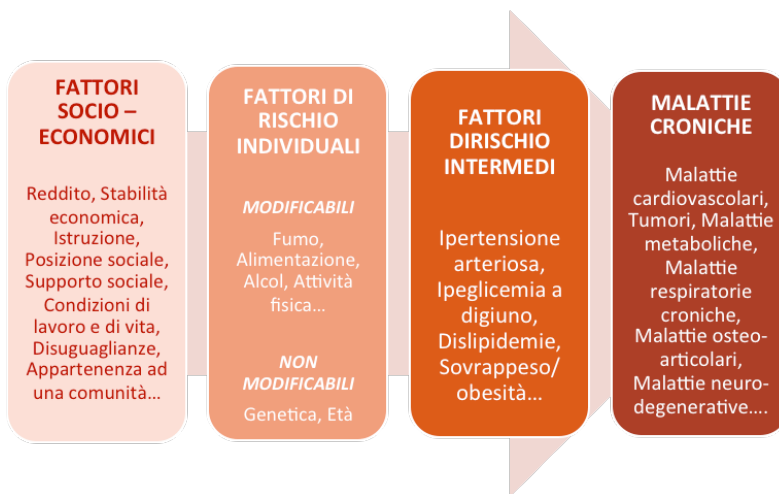 FATTORI
SOCIO –
ECONOMICI
Reddito, Stabilità
economica,
Istruzione,
Posizione sociale,
Supporto sociale,
Condizioni di
lavoro e di vita,
Disuguaglianze,
Appartenenza ad
una comunità…
FATTORI DI
RISCHIO
INDIVIDUALI
MODIFICABILI
Fumo,
Alimentazione,
Alcol, Attività
fisica…
NON
MODIFICABILI
Genetica, Età
FATTORI
DIRISCHIO
INTERMEDI
Ipertensione
arteriosa,
Ipeglicemia a
digiuno,
Dislipidemie,
Sovrappeso/
obesità…
MALATTIE
CRONICHE
Malattie
cardiovascolari,
Tumori, Malattie
metaboliche,
Malattie
respiratorie
croniche,
Malattie osteo-
articolari,
Malattie neuro-
degenerative….